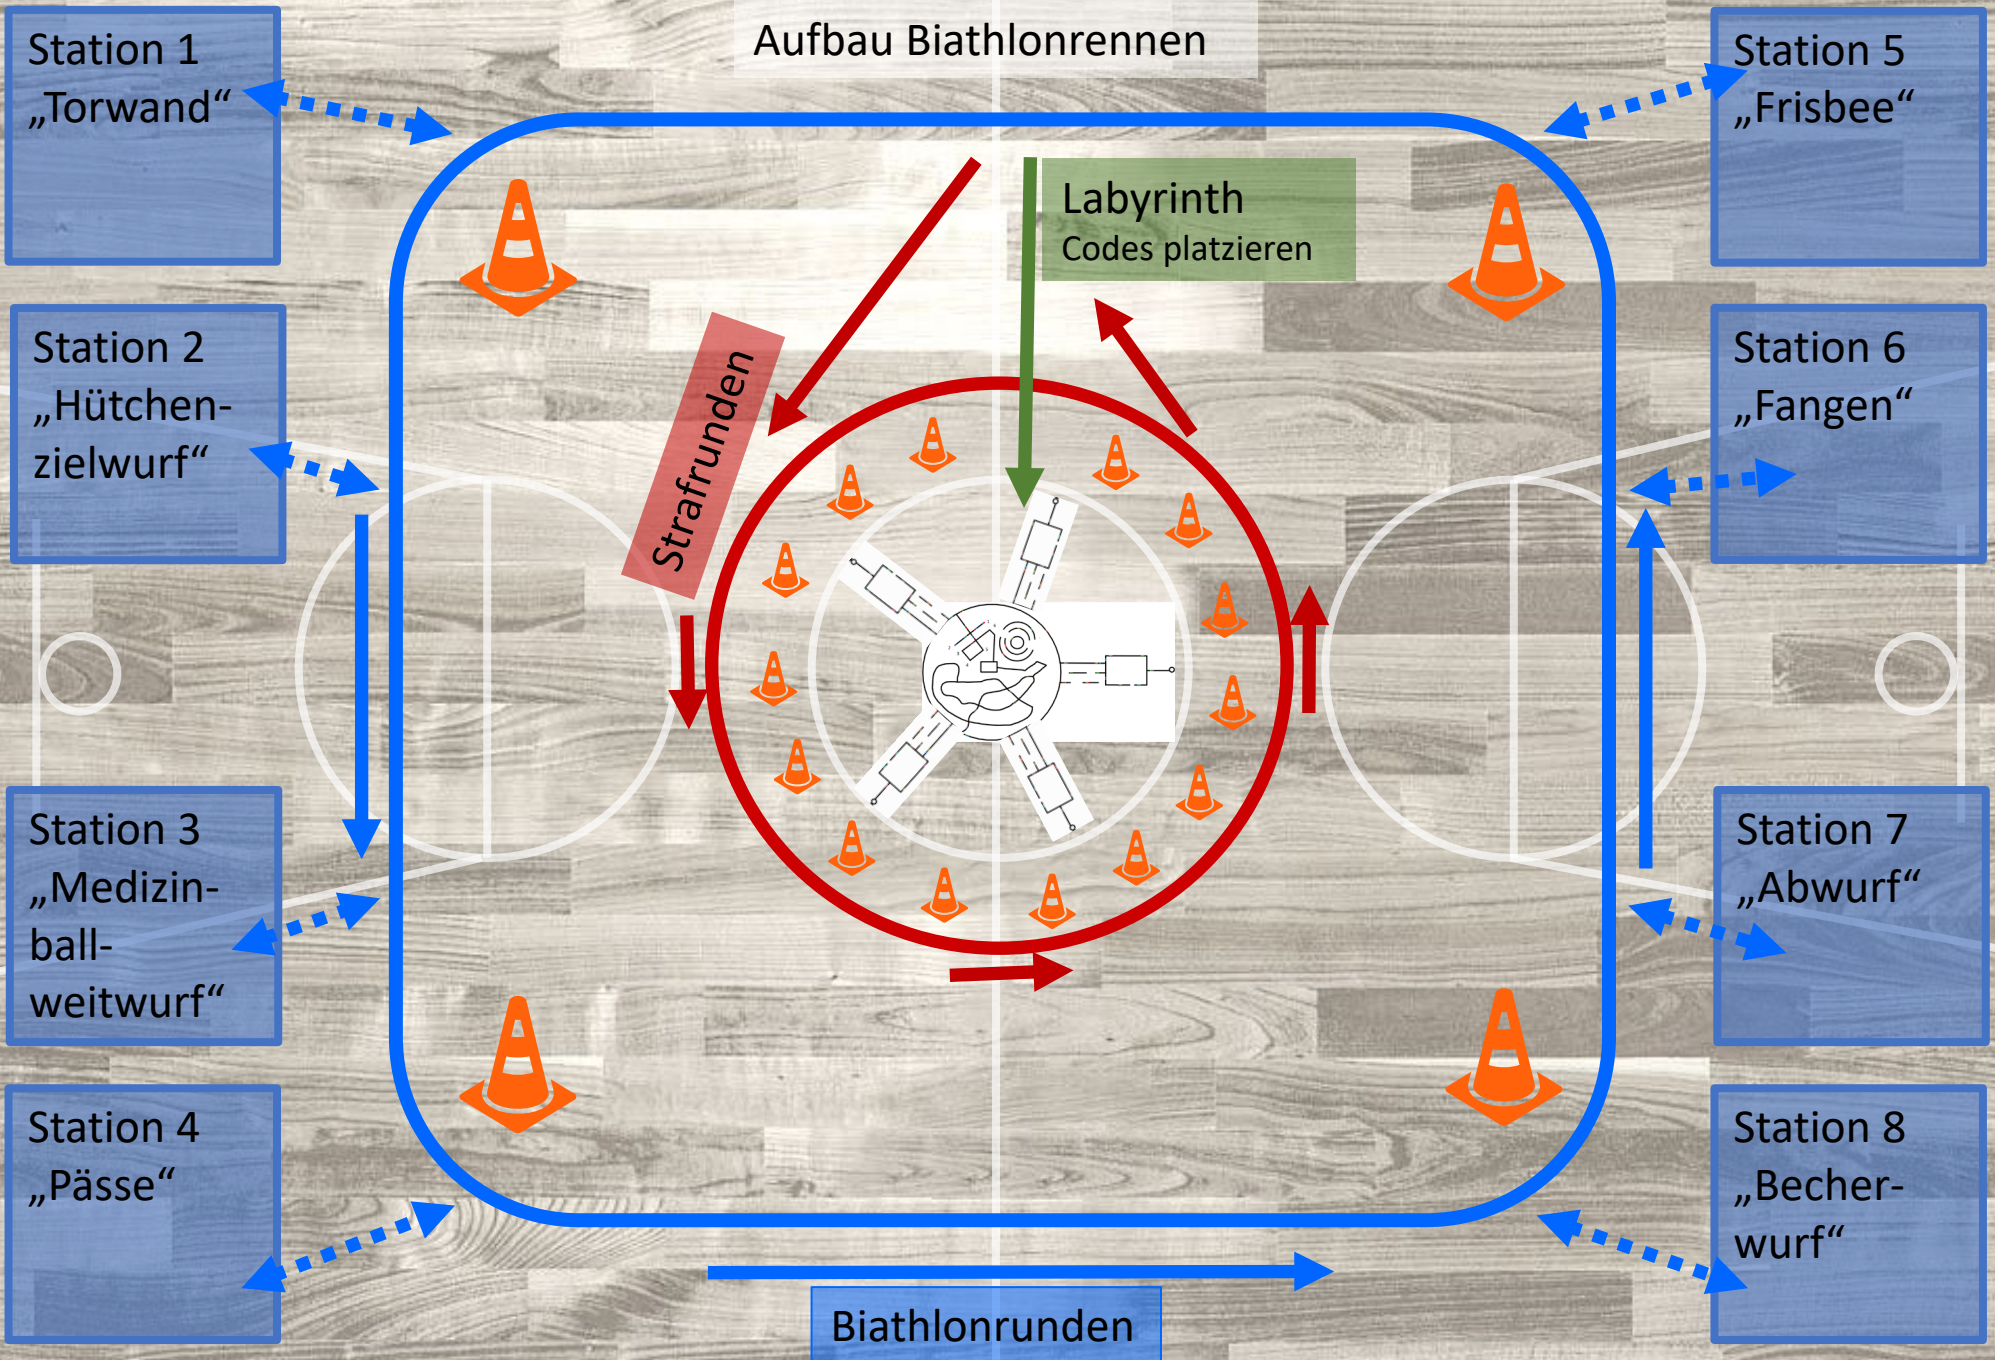 Aufbau Biathlonrennen
Station 1
„Torwand“
Station 2
„Hütchen-
zielwurf“
Station 3
„Medizin-
ball-
weitwurf“
Station 4
„Pässe“
Labyrinth
Codes platzieren
Strafrunden
Biathlonrunden
Station 5
„Frisbee“
Station 6
„Fangen“
Station 7
„Abwurf“
Station 8
„Becher-
wurf“